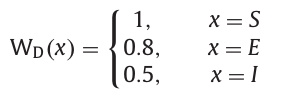 1, x = S
W_D(x) = { 0.8, x = E
0.5, x = I